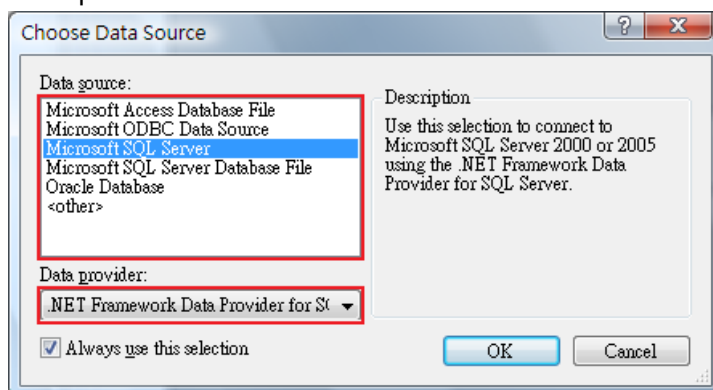 Choose Data Source
Data source:
Microsoft Access Database File
Microsoft ODBC Data Source
Microsoft SQL Server
Microsoft SQL Server Database File
Oracle Database
<other>
Data provider:
.NET Framework Data Provider for S
Always use this selection
Description
Use this selection to connect to
Microsoft SQL Server 2000 or 2005
using the .NET Framework Data
Provider for SQL Server.
OK
Cancel